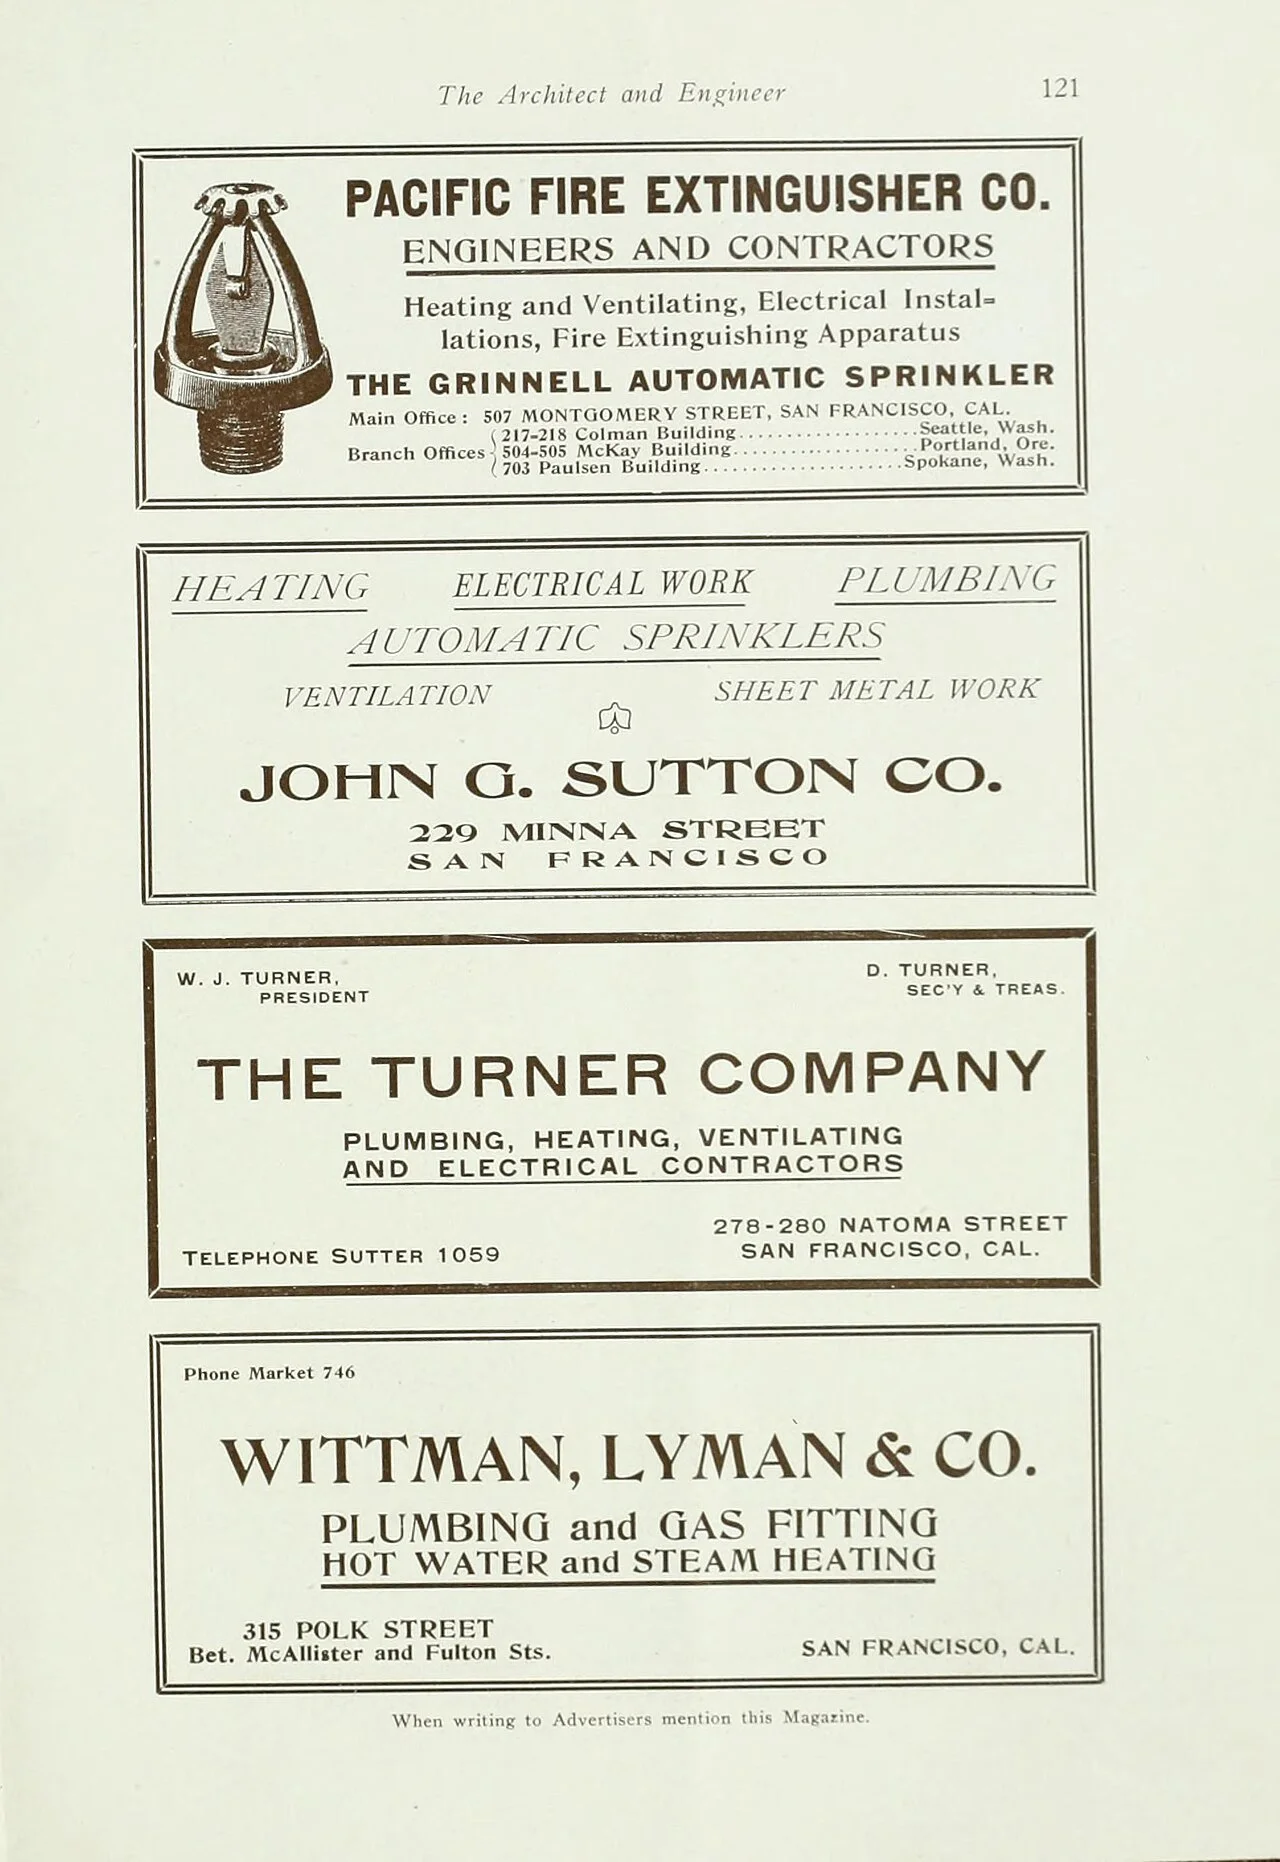 The Architect and Engineer 121
PACIFIC FIRE EXTINGUISHER CO.
ENGINEERS AND CONTRACTORS
Heating and Ventilating, Electrical Instal=
lations, Fire Extinguishing Apparatus
THE GRINNELL AUTOMATIC SPRINKLER
Main Office: 507 MONTGOMERY STREET, SAN FRANCISCO, CAL.
Branch Offices
217-218 Colman Building..................Seattle, Wash.
504-505 McKay Building...................Portland, Ore.
703 Paulsen Building.....................Spokane, Wash.
HEATING ELECTRICAL WORK PLUMBING
AUTOMATIC SPRINKLERS
VENTILATION SHEET METAL WORK
JOHN G. SUTTON CO.
229 MINNA STREET
SAN FRANCISCO
W. J. TURNER, D. TURNER,
PRESIDENT SEC'Y & TREAS.
THE TURNER COMPANY
PLUMBING, HEATING, VENTILATING
AND ELECTRICAL CONTRACTORS
278-280 NATOMA STREET
TELEPHONE SUTTER 1059 SAN FRANCISCO, CAL.
Phone Market 746
WITTMAN, LYMAN & CO.
PLUMBING and GAS FITTING
HOT WATER and STEAM HEATING
315 POLK STREET
Bet. McAllister and Fulton Sts. SAN FRANCISCO, CAL.
When writing to Advertisers mention this Magazine.